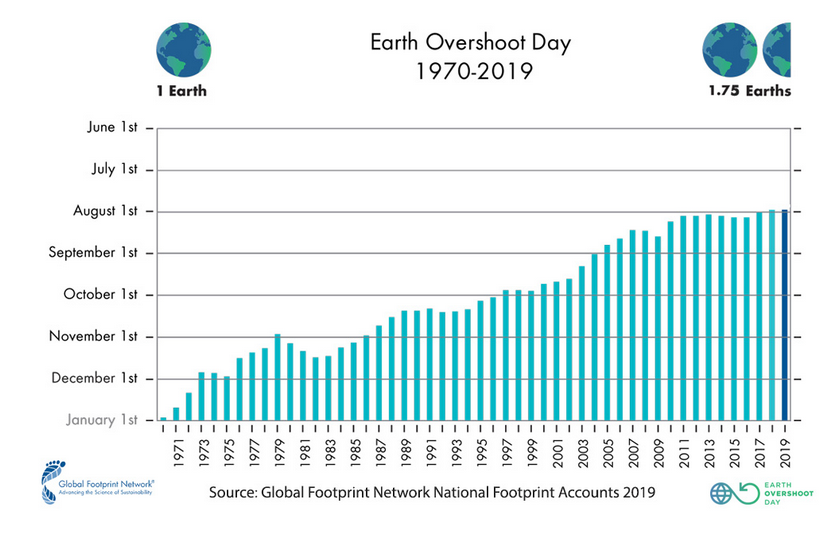 Earth Overshoot Day
1970-2019
1 Earth
1.75 Earths
June 1st
July 1st
August 1st
September 1st
October 1st
November 1st
December 1st
January 1st
1971
1973
1975
1977
1979
1981
1983
1985
1987
1989
1991
1993
1995
1997
1999
2001
2003
2005
2007
2009
2011
2013
2015
2017
2019
Global Footprint Network®
Advancing the Science of Sustainability
Source: Global Footprint Network National Footprint Accounts 2019
EARTH
OVERSHOOT
DAY